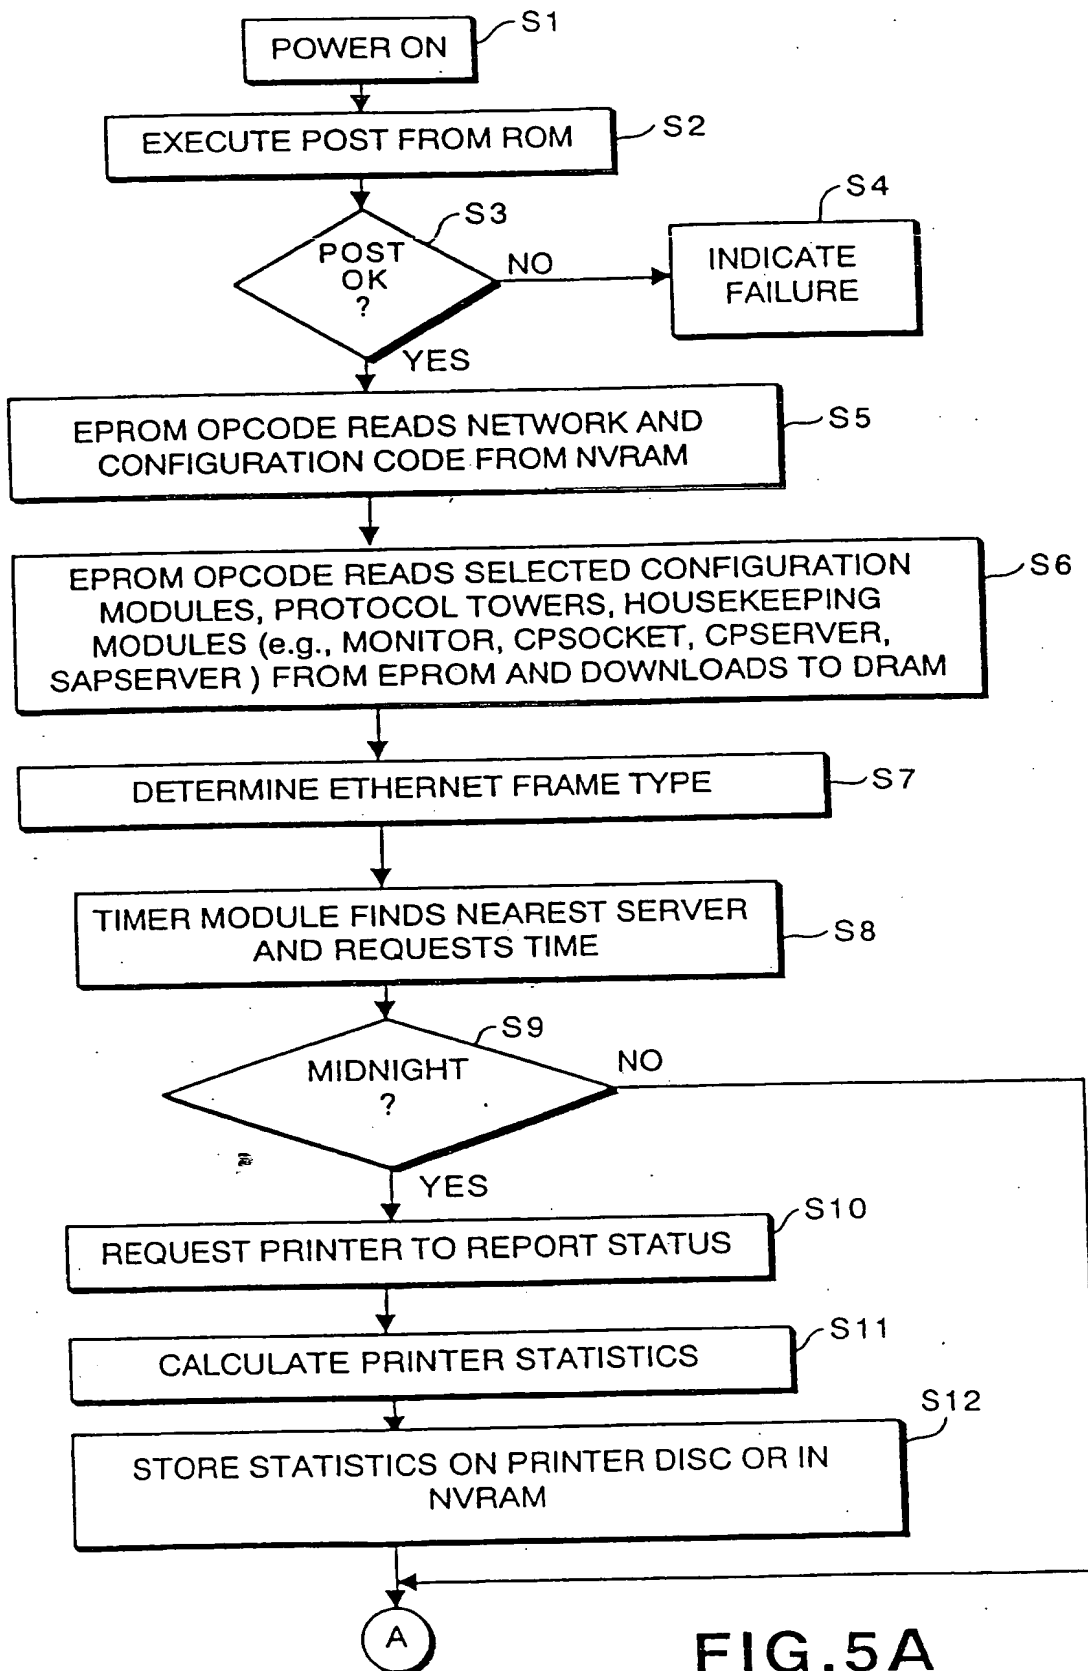 POWER ON
S1
EXECUTE POST FROM ROM
S2
POST
OK
?
S3
NO
YES
INDICATE
FAILURE
S4
EPROM OPCODE READS NETWORK AND
CONFIGURATION CODE FROM NVRAM
S5
EPROM OPCODE READS SELECTED CONFIGURATION
MODULES, PROTOCOL TOWERS, HOUSEKEEPING
MODULES (e.g., MONITOR, CPSOCKET, CPSERVER,
SAPSERVER ) FROM EPROM AND DOWNLOADS TO DRAM
S6
DETERMINE ETHERNET FRAME TYPE
S7
TIMER MODULE FINDS NEAREST SERVER
AND REQUESTS TIME
S8
MIDNIGHT
?
S9
NO
YES
REQUEST PRINTER TO REPORT STATUS
S10
CALCULATE PRINTER STATISTICS
S11
STORE STATISTICS ON PRINTER DISC OR IN
NVRAM
S12
A
FIG.5A